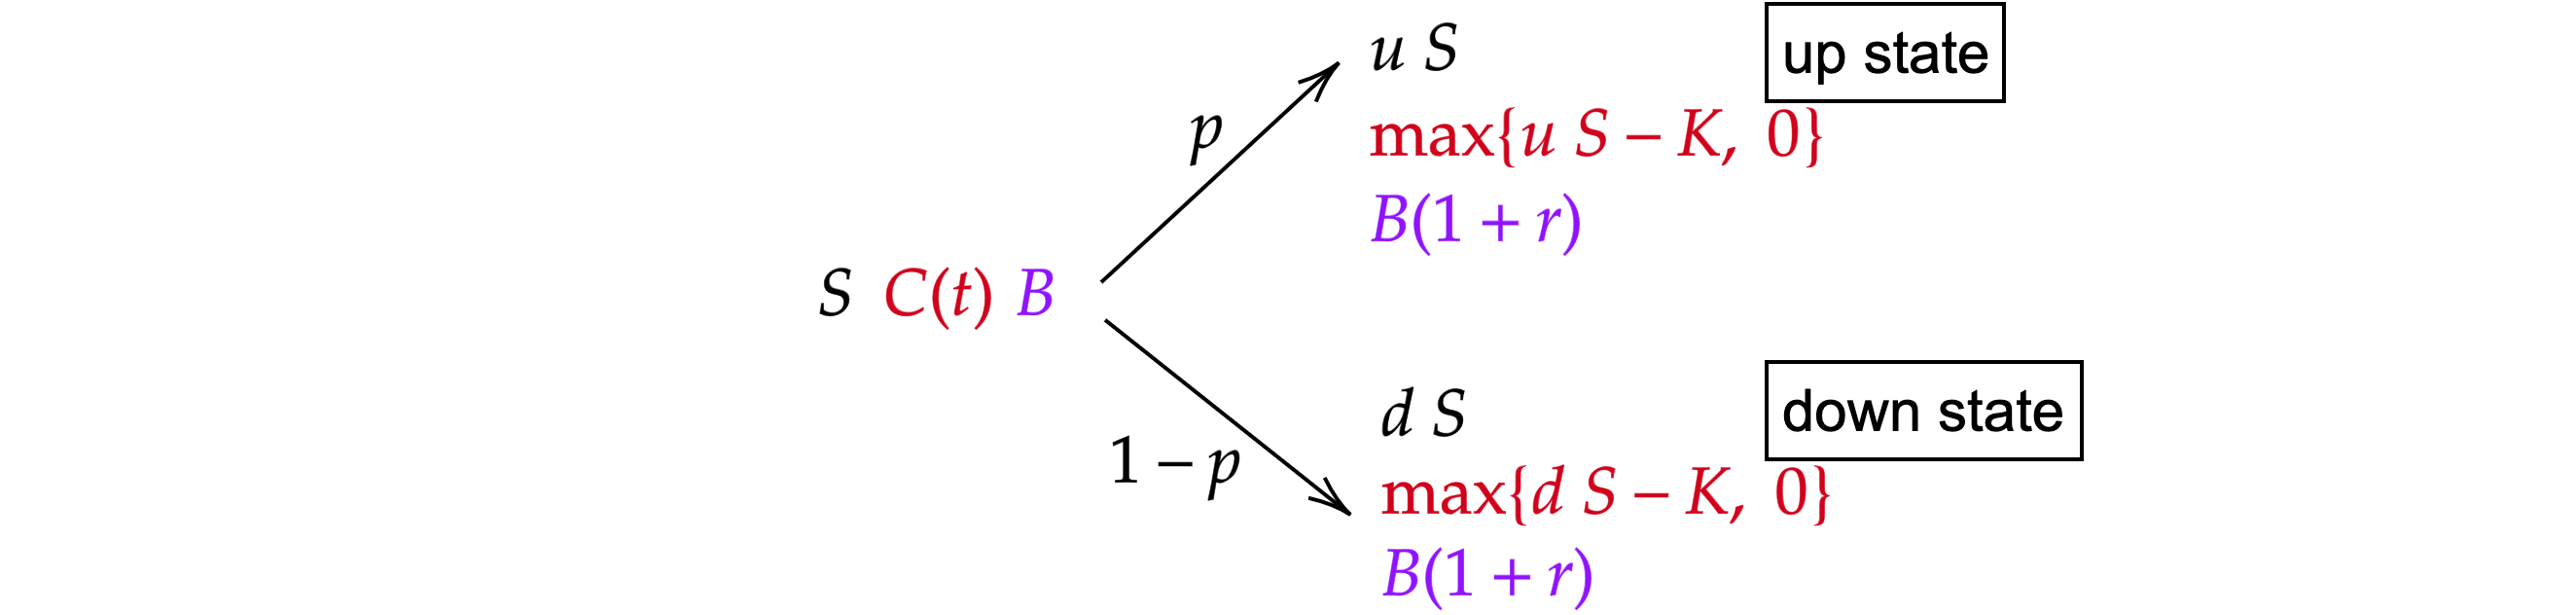 u S
up state
p
max{u S − K, 0}
B(1 + r)
S C(t) B
d S
down state
1 − p
max{d S − K, 0}
B(1 + r)